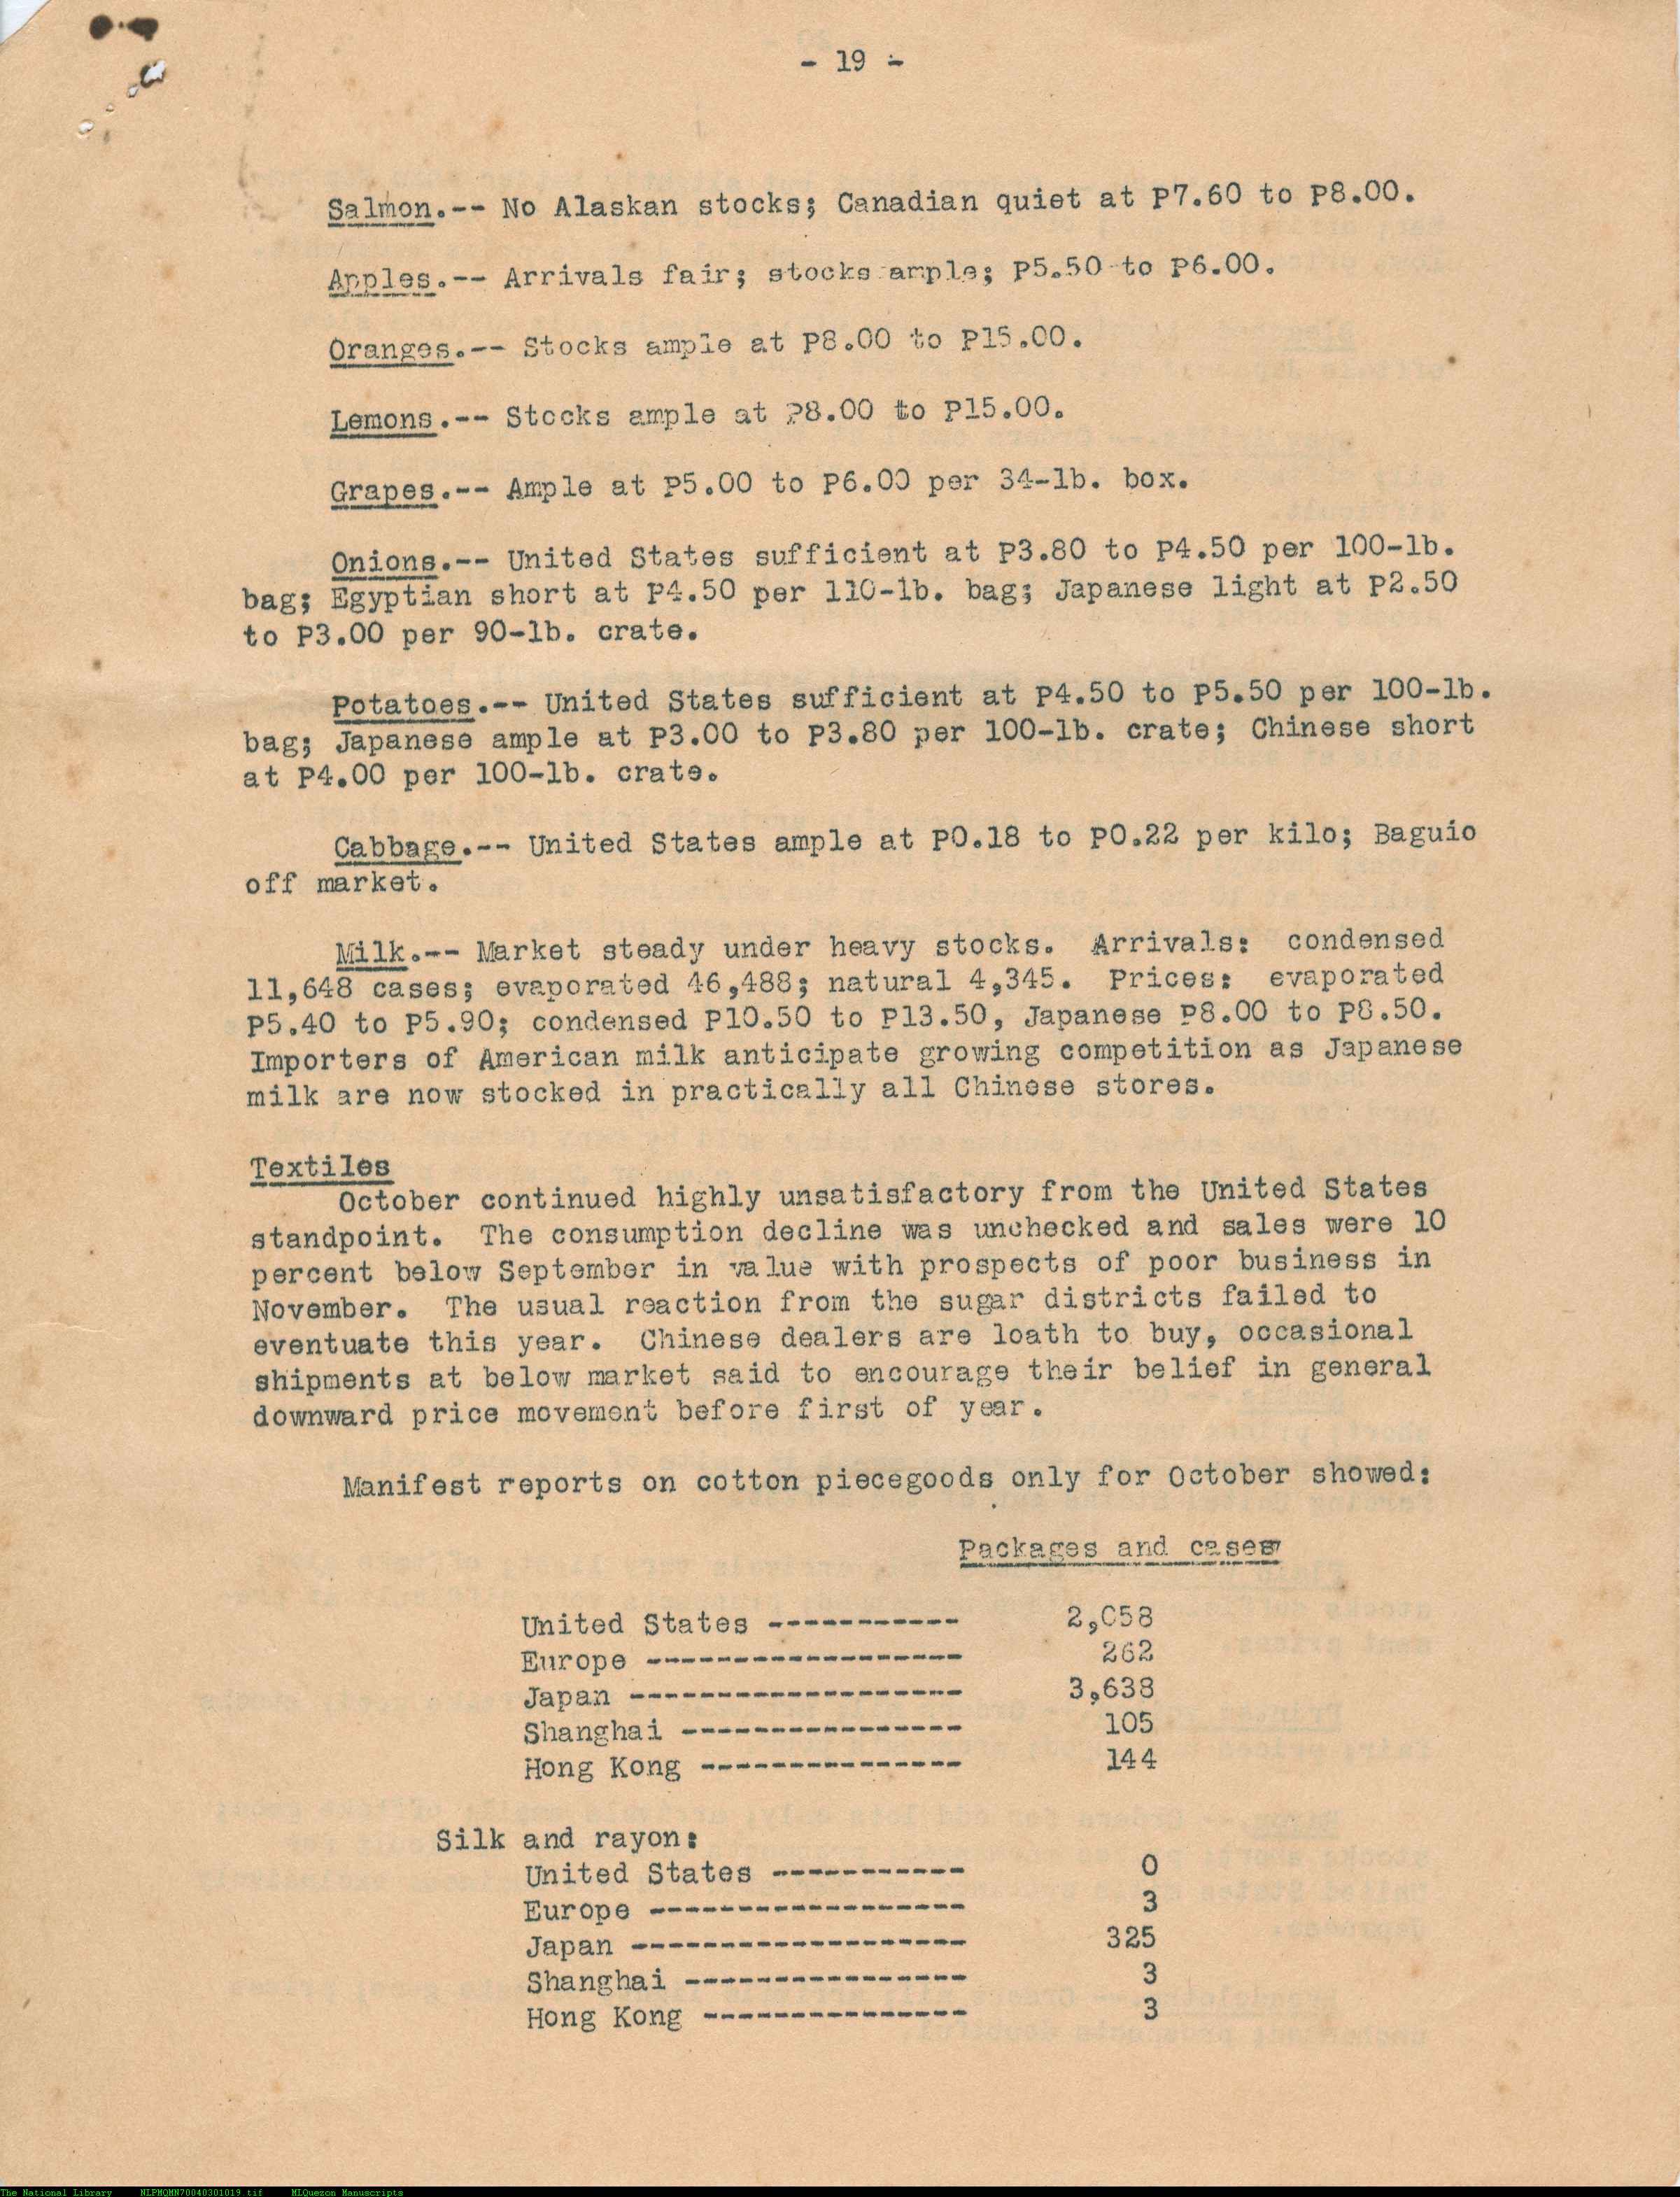 - 19 -
Salmon.-- No Alaskan stocks; Canadian quiet at P7.60 to P8.00.
Apples.-- Arrivals fair; stocks ample; P5.50 to P6.00.
Oranges.-- Stocks ample at P8.00 to P15.00.
Lemons.-- Stocks ample at P8.00 to P15.00.
Grapes.-- Ample at P5.00 to P6.00 per 34-lb. box.
Onions.-- United States sufficient at P3.80 to P4.50 per 100-lb.
bag; Egyptian short at P4.50 per 110-lb. bag; Japanese light at P2.50
to P3.00 per 90-lb. crate.
Potatoes.-- United States sufficient at P4.50 to P5.50 per 100-lb.
bag; Japanese ample at P3.00 to P3.80 per 100-lb. crate; Chinese short
at P4.00 per 100-lb. crate.
Cabbage.-- United States ample at P0.18 to P0.22 per kilo; Baguio
off market.
Milk.-- Market steady under heavy stocks. Arrivals: condensed
11,648 cases; evaporated 46,488; natural 4,345. Prices: evaporated
P5.40 to P5.90; condensed P10.50 to P13.50, Japanese P8.00 to P8.50.
Importers of American milk anticipate growing competition as Japanese
milk are now stocked in practically all Chinese stores.
Textiles
October continued highly unsatisfactory from the United States
standpoint. The consumption decline was unchecked and sales were 10
percent below September in value with prospects of poor business in
November. The usual reaction from the sugar districts failed to
eventuate this year. Chinese dealers are loath to buy, occasional
shipments at below market said to encourage their belief in general
downward price movement before first of year.
Manifest reports on cotton piecegoods only for October showed:
Packages and cases
United States ----------- 2,058
Europe ------------------ 262
Japan ------------------- 3,638
Shanghai ---------------- 105
Hong Kong --------------- 144
Silk and rayon:
United States ----------- 0
Europe ------------------ 3
Japan ------------------- 325
Shanghai ---------------- 3
Hong Kong --------------- 3
The National Library NLPMQMN70040301019.tif MLQuezon Manuscripts